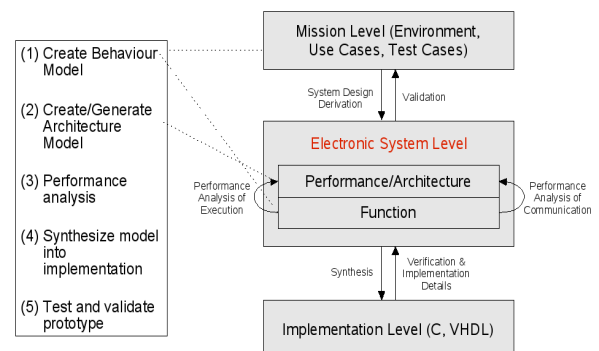 (1) Create Behaviour
Model
(2) Create/Generate
Architecture
Model
(3) Performance
analysis
(4) Synthesize model
into
implementation
(5) Test and validate
prototype
Mission Level (Environment,
Use Cases, Test Cases)
System Design
Derivation
Validation
Electronic System Level
Performance/Architecture
Function
Performance
Analysis of
Execution
Performance
Analysis of
Communication
Synthesis
Verification &
Implementation
Details
Implementation Level (C, VHDL)